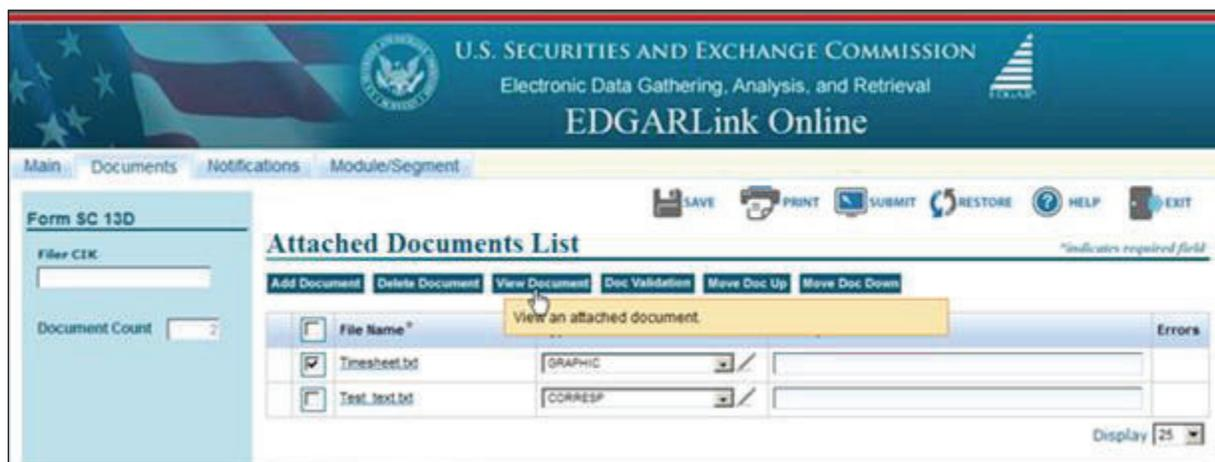 U.S. SECURITIES AND EXCHANGE COMMISSION
Electronic Data Gathering, Analysis, and Retrieval
EDGAR
EDGARLink Online
Main Documents Notifications Module/Segment
SAVE PRINT SUBMIT RESTORE HELP EXIT
Form SC 13D
Attached Documents List
*indicates required field
Filer CIK
Add Document Delete Document View Document Doc Validation Move Doc Up Move Doc Down
View an attached document.
Document Count 2
File Name* Errors
Timesheet.txt GRAPHIC
Test_text.txt CORRESP
Display 25